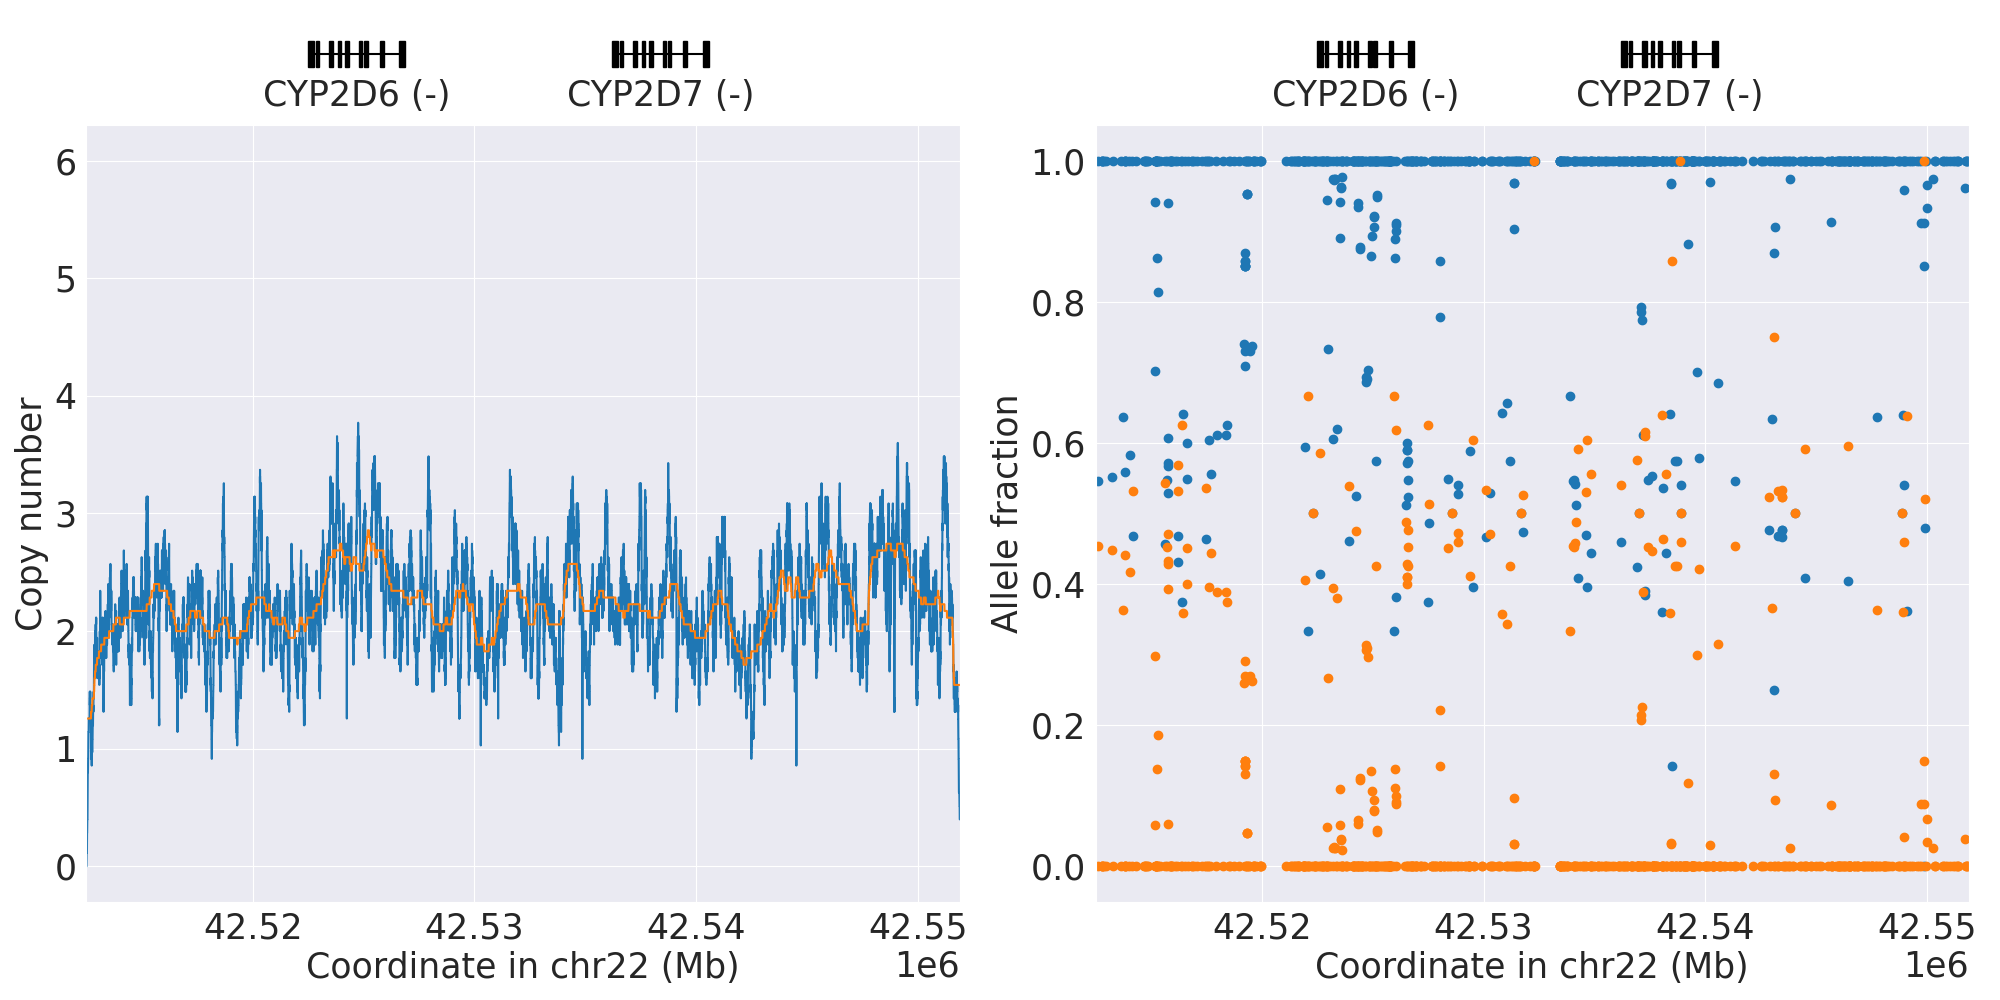 CYP2D6 (-)
CYP2D7 (-)
6
5
4
3
2
1
0
Copy number
42.52
42.53
42.54
42.55
Coordinate in chr22 (Mb)
1e6
CYP2D6 (-)
CYP2D7 (-)
1.0
0.8
0.6
0.4
0.2
0.0
Allele fraction
42.52
42.53
42.54
42.55
Coordinate in chr22 (Mb)
1e6